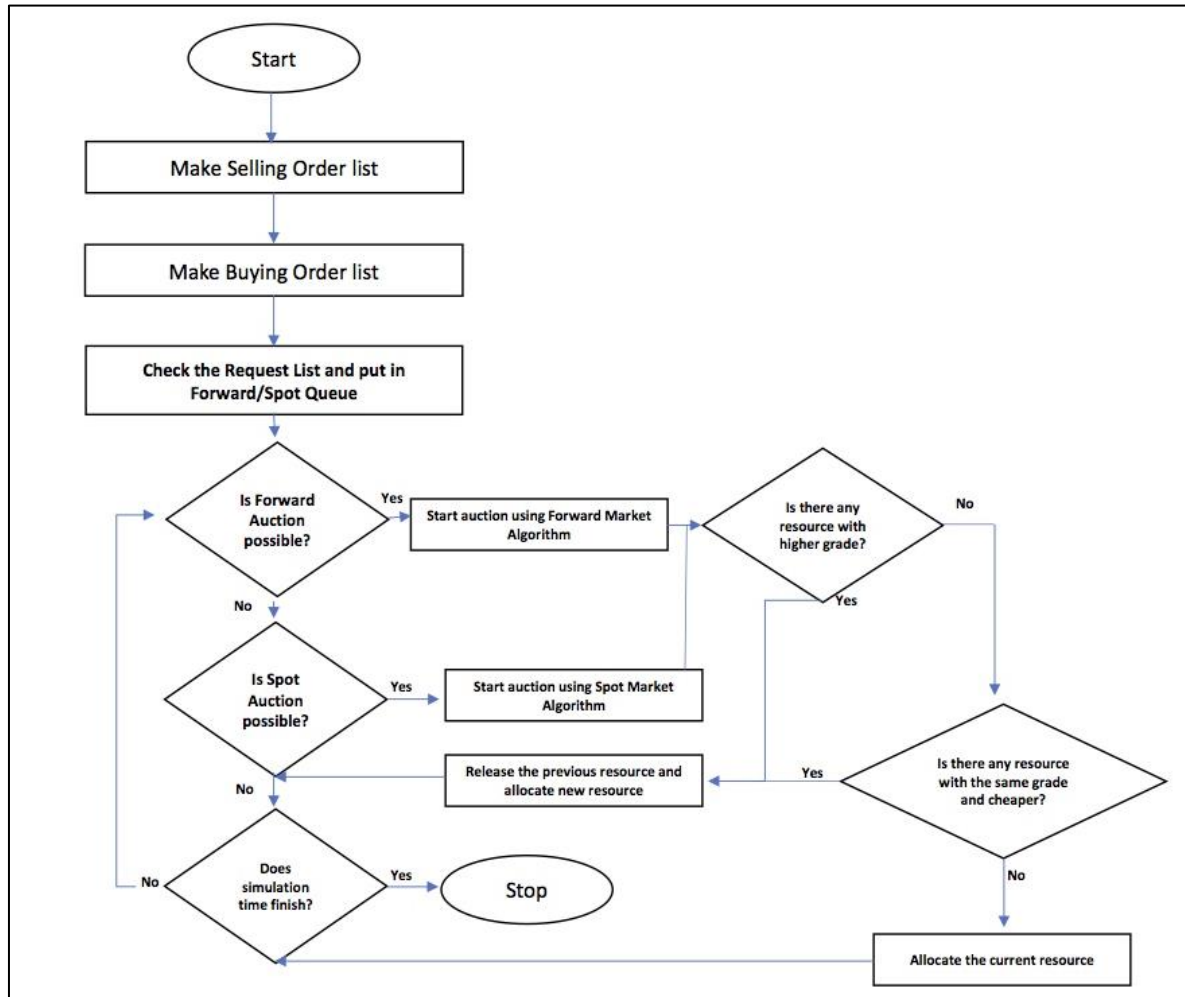 Start
Make Selling Order list
Make Buying Order list
Check the Request List and put in
Forward/Spot Queue
Is Forward
Auction
possible?
Yes
Start auction using Forward Market
Algorithm
Is there any
resource with
higher grade?
No
Yes
No
Is Spot
Auction
possible?
Yes
Start auction using Spot Market
Algorithm
Release the previous resource and
allocate new resource
Yes
Is there any resource
with the same grade
and cheaper?
No
No
Does
simulation
time finish?
No
Yes
Stop
Allocate the current resource